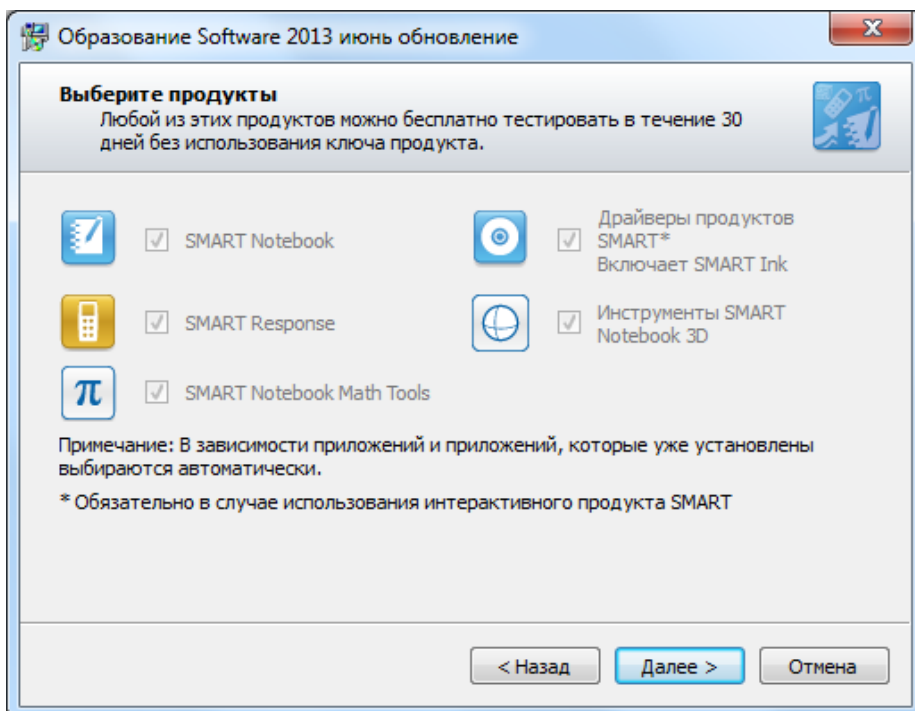 Образование Software 2013 июнь обновление
Выберите продукты
Любой из этих продуктов можно бесплатно тестировать в течение 30
дней без использования ключа продукта.
SMART Notebook
Драйверы продуктов
SMART*
Включает SMART Ink
SMART Response
Инструменты SMART
Notebook 3D
π
SMART Notebook Math Tools
Примечание: В зависимости приложений и приложений, которые уже установлены
выбираются автоматически.
* Обязательно в случае использования интерактивного продукта SMART
< Назад
Далее >
Отмена